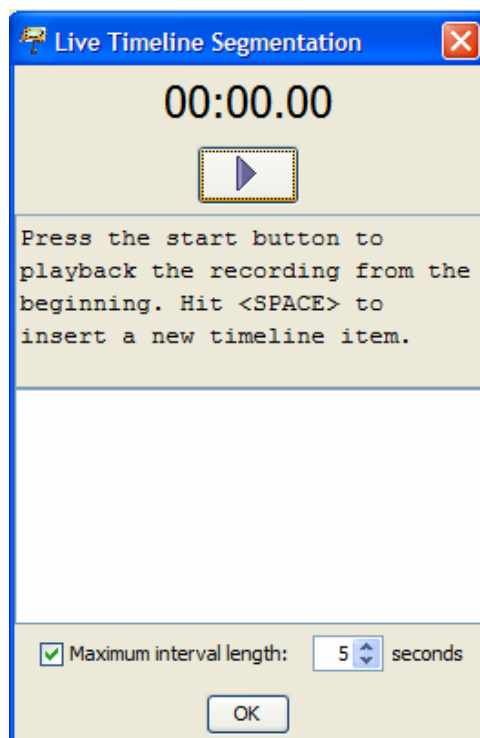 Live Timeline Segmentation
00:00.00
Press the start button to
playback the recording from the
beginning. Hit <SPACE> to
insert a new timeline item.
Maximum interval length: 5 seconds
OK